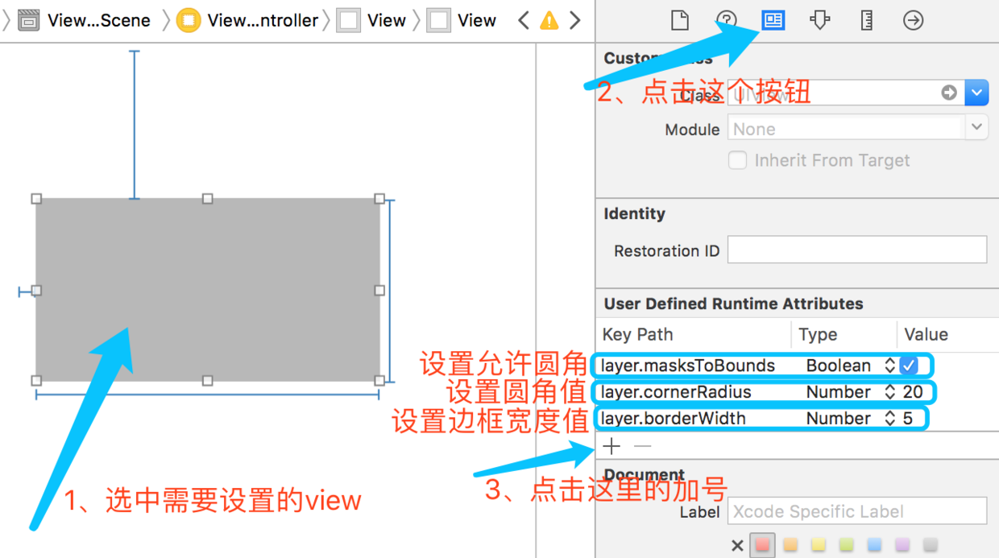 View...Scene
View...ntroller
View
View
Custom Class
2、点击这个按钮
Class
UIView
Module
None
Inherit From Target
Identity
Restoration ID
User Defined Runtime Attributes
Key Path Type Value
设置允许圆角
layer.masksToBounds Boolean
设置圆角值
layer.cornerRadius Number 20
设置边框宽度值
layer.borderWidth Number 5
Document
3、点击这里的加号
1、选中需要设置的view
Label
Xcode Specific Label